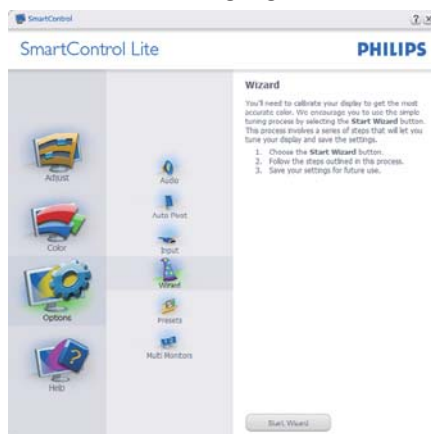 SmartControl
SmartControl Lite
PHILIPS
Wizard
You'll need to calibrate your display to get the most
accurate color. We encourage you to use the simple
tuning process by selecting the Start Wizard button.
This process involves a series of steps that will let you
tune your display and save the settings.
1. Choose the Start Wizard button.
2. Follow the steps outlined in this process.
3. Save your settings for future use.
Adjust
Color
Options
Help
Audio
Auto Pivot
Input
Wizard
Presets
Multi Monitors
Start Wizard